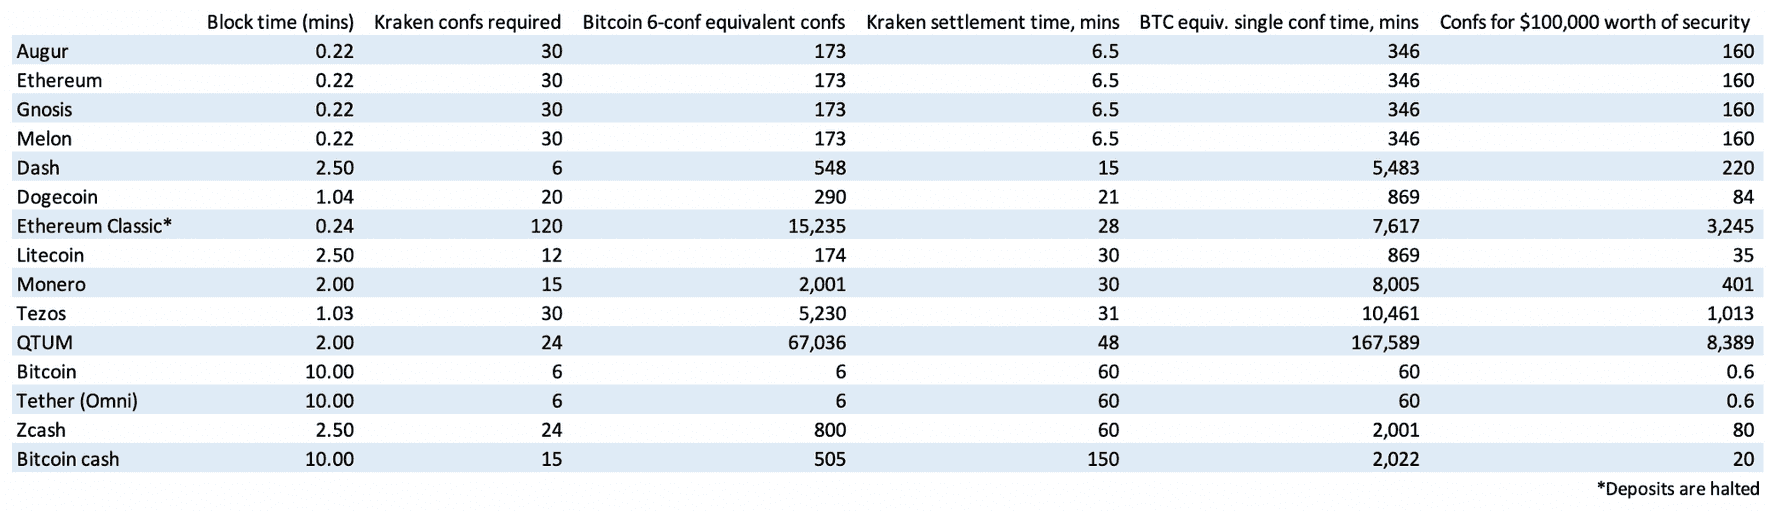 Block time (mins) Kraken confs required Bitcoin 6-conf equivalent confs Kraken settlement time, mins BTC equiv. single conf time, mins Confs for $100,000 worth of security
Augur 0.22 30 173 6.5 346 160
Ethereum 0.22 30 173 6.5 346 160
Gnosis 0.22 30 173 6.5 346 160
Melon 0.22 30 173 6.5 346 160
Dash 2.50 6 548 15 5,483 220
Dogecoin 1.04 20 290 21 869 84
Ethereum Classic* 0.24 120 15,235 28 7,617 3,245
Litecoin 2.50 12 174 30 869 35
Monero 2.00 15 2,001 30 8,005 401
Tezos 1.03 30 5,230 31 10,461 1,013
QTUM 2.00 24 67,036 48 167,589 8,389
Bitcoin 10.00 6 6 60 60 0.6
Tether (Omni) 10.00 6 6 60 60 0.6
Zcash 2.50 24 800 60 2,001 80
Bitcoin cash 10.00 15 505 150 2,022 20
*Deposits are halted